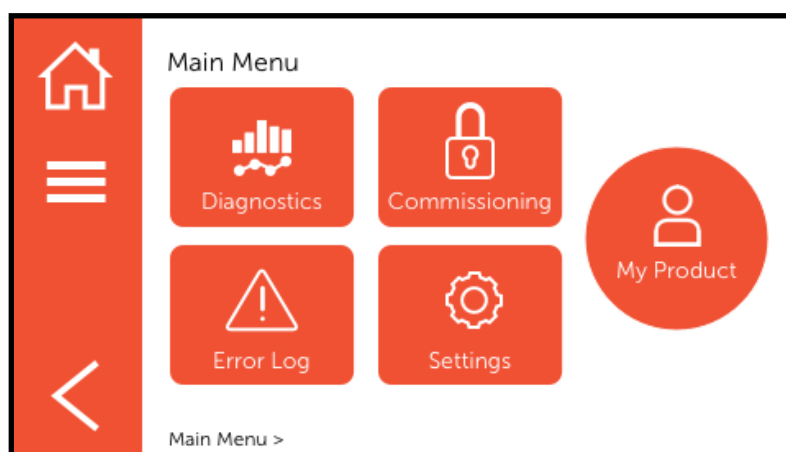 Main Menu
Diagnostics
Commissioning
My Product
Error Log
Settings
Main Menu >